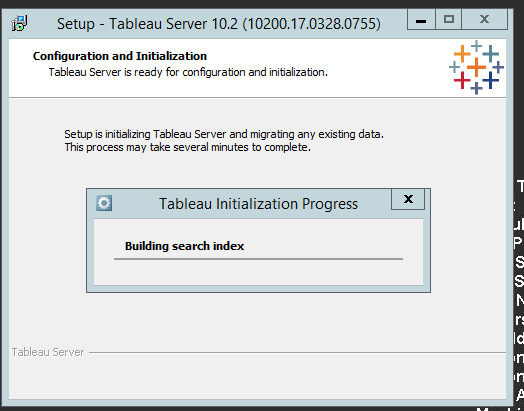 Setup - Tableau Server 10.2 (10200.17.0328.0755)
Configuration and Initialization
Tableau Server is ready for configuration and initialization.
Setup is initializing Tableau Server and migrating any existing data.
This process may take several minutes to complete.
Tableau Initialization Progress
x
Building search index
Tableau Server